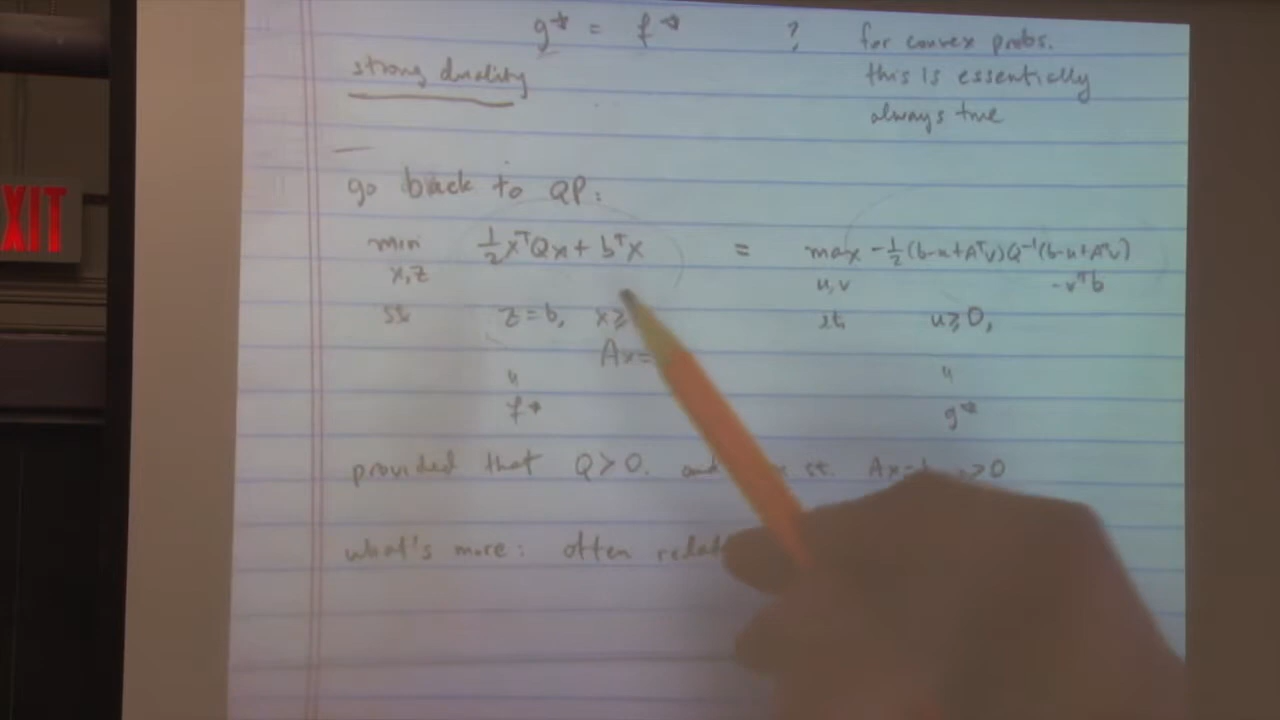 g* = f* ? for convex probs.
strong duality
this is essentially
always true
EXIT
go back to QP:
min ½xᵀQx + bᵀx = max -½(b-u+Aᵀv)Q⁻¹(b-u+Aᵀv)
x,z u,v -vᵀb
st z=b, x≥ st u≥0,
Ax=
" "
f* g*
provided that Q>0. and st. Ax= >0
what's more: often